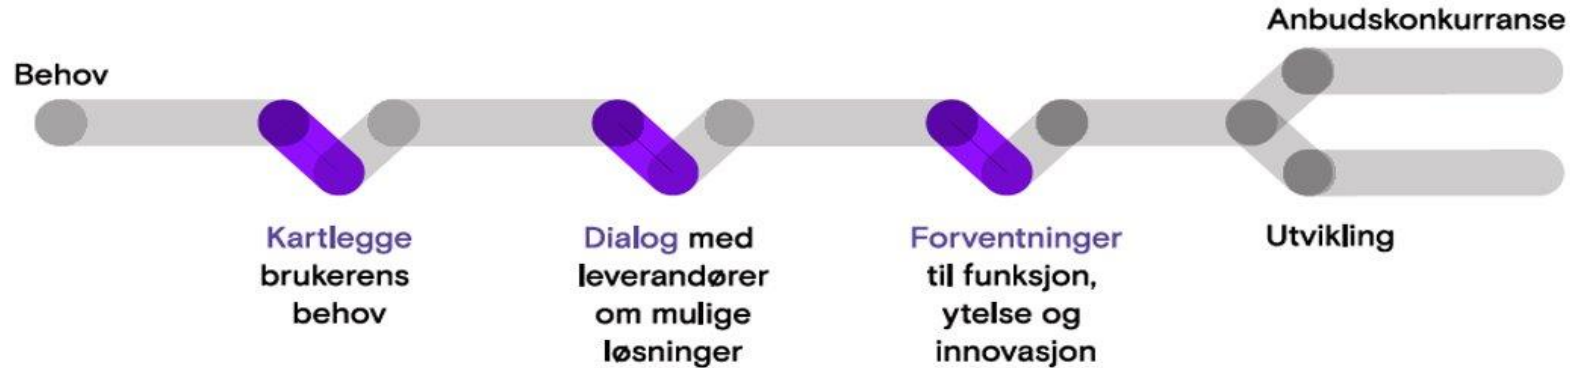 Anbudskonkurranse
Behov
Kartlegge
brukerens
behov
Dialog med
leverandører
om mulige
løsninger
Forventninger
til funksjon,
ytelse og
innovasjon
Utvikling